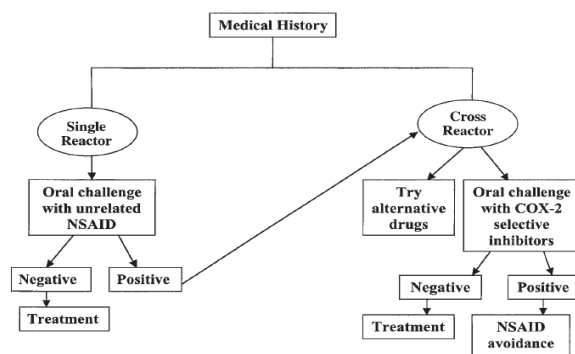 Medical History
Single
Reactor
Cross
Reactor
Oral challenge
with unrelated
NSAID
Try
alternative
drugs
Oral challenge
with COX-2
selective
inhibitors
Negative
Positive
Negative
Positive
Treatment
Treatment
NSAID
avoidance